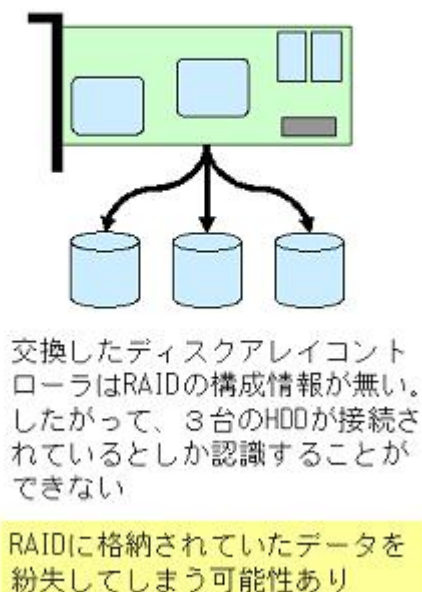 交換したディスクアレイコント
ローラはRAIDの構成情報が無い。
したがって、３台のHDDが接続さ
れているとしか認識することが
できない
RAIDに格納されていたデータを
紛失してしまう可能性あり